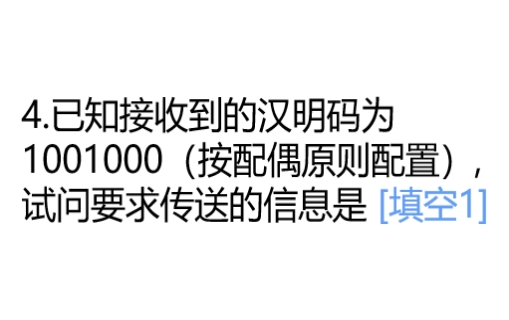 4.已知接收到的汉明码为
1001000（按配偶原则配置），
试问要求传送的信息是 [填空1]